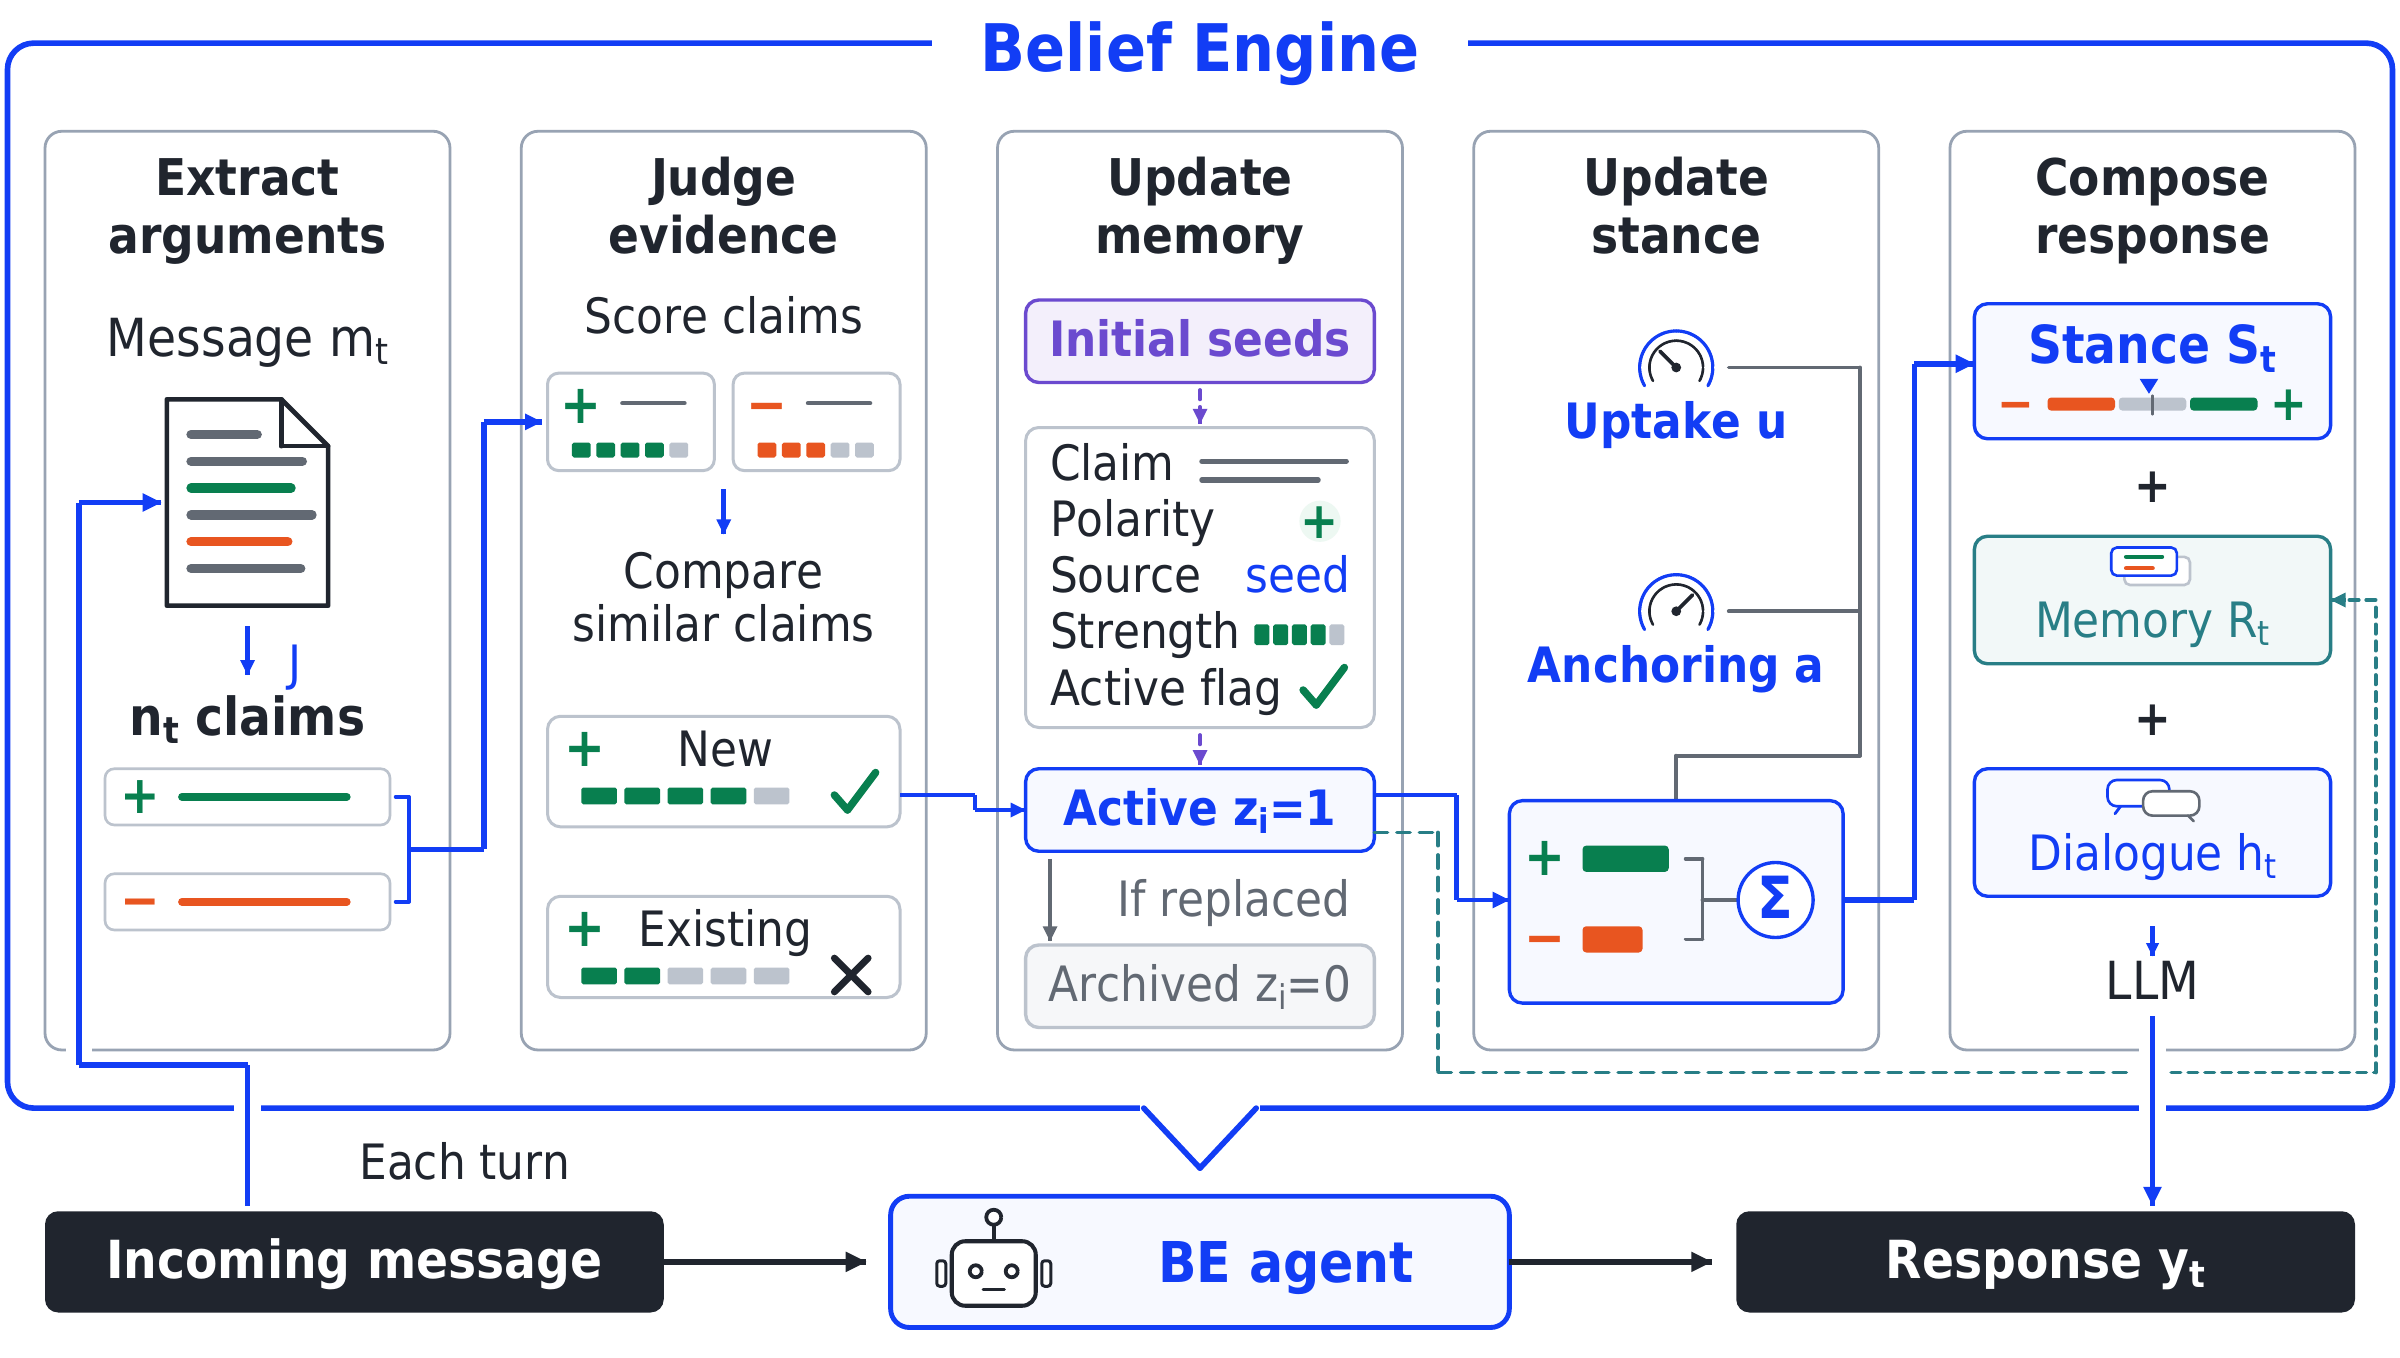 Belief Engine
Extract
arguments
Message mₜ
J
nₜ claims
+
−
Judge
evidence
Score claims
+
−
Compare
similar claims
+ New
+ Existing
Update
memory
Initial seeds
Claim
Polarity +
Source seed
Strength
Active flag
Active zᵢ=1
If replaced
Archived zᵢ=0
Update
stance
Uptake u
Anchoring a
+
−
Σ
Compose
response
Stance Sₜ
− +
+
Memory Rₜ
+
Dialogue hₜ
LLM
Each turn
Incoming message
BE agent
Response yₜ